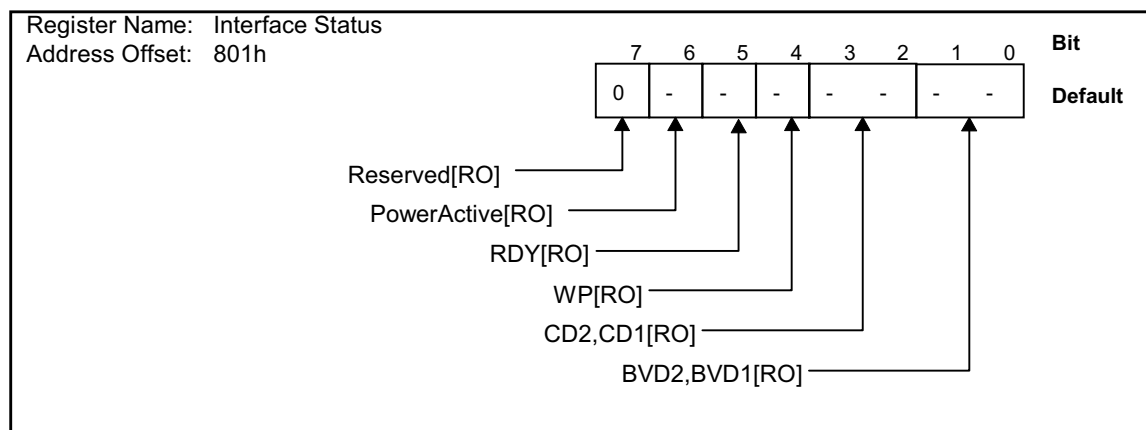 Register Name: Interface Status
Address Offset: 801h
7 6 5 4 3 2 1 0 Bit
0 - - - - - - - Default
Reserved[RO]
PowerActive[RO]
RDY[RO]
WP[RO]
CD2,CD1[RO]
BVD2,BVD1[RO]